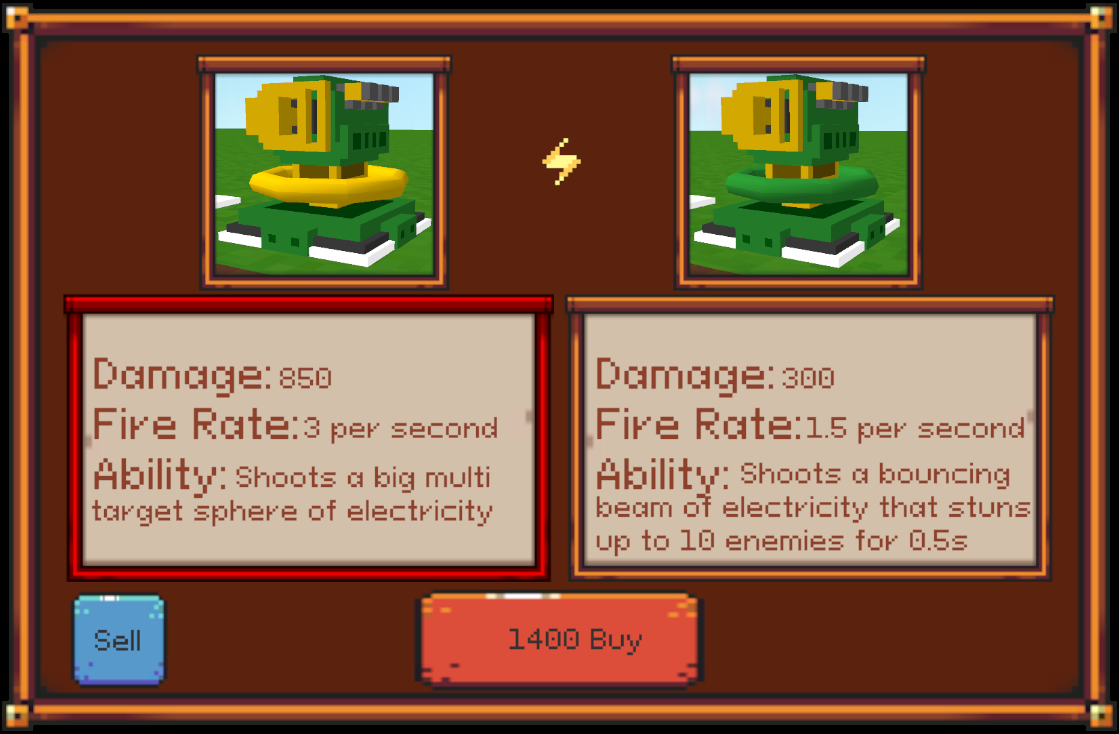 Damage: 850
Fire Rate: 3 per second
Ability: Shoots a big multi
target sphere of electricity
Damage: 300
Fire Rate: 1.5 per second
Ability: Shoots a bouncing
beam of electricity that stuns
up to 10 enemies for 0.5s
Sell
1400 Buy